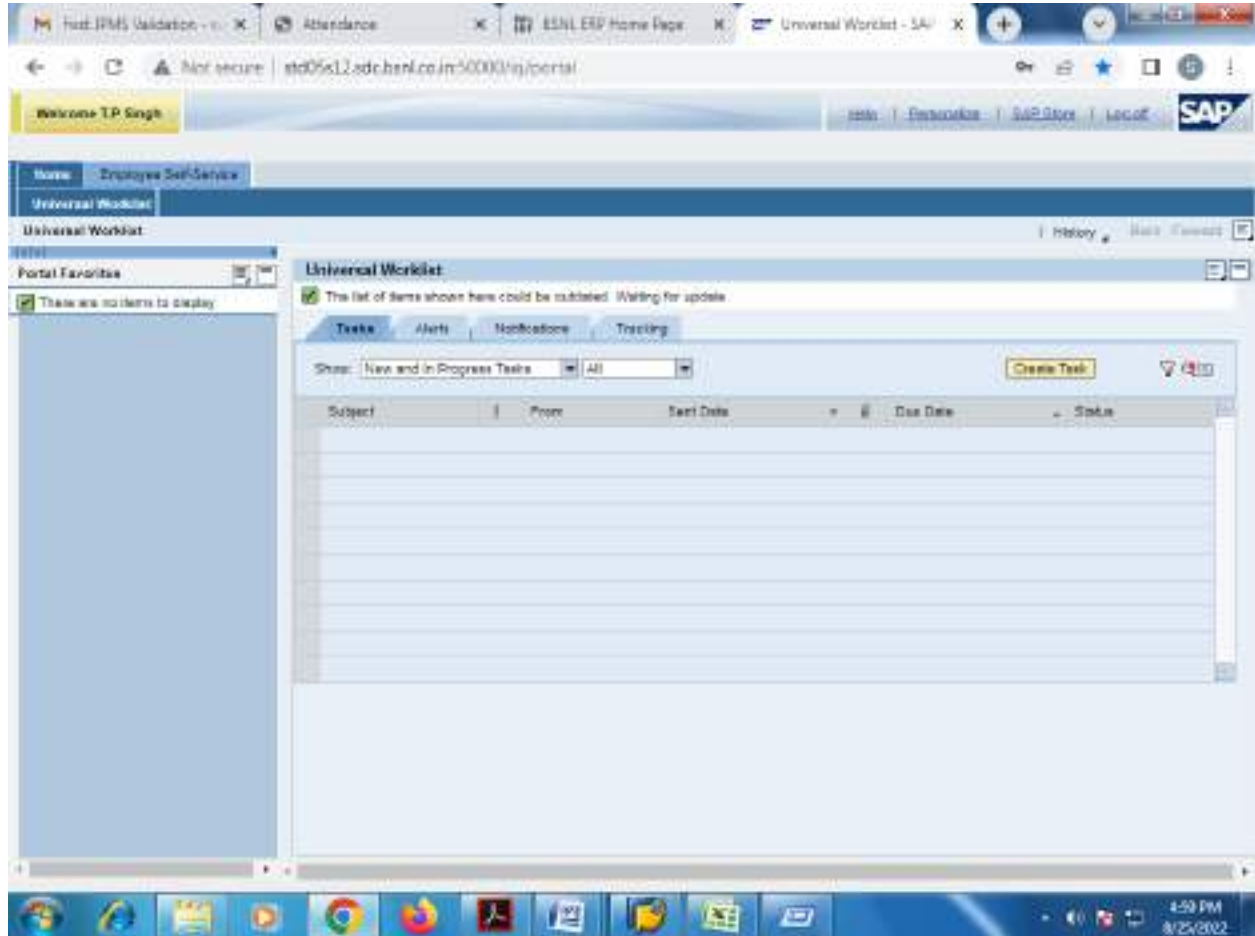 Attendance
BSNL ERP Home Page
Universal Worklist - SA
Not secure
Welcome T.P Singh
Help | Personalize | SAP Store | Log off
SAP
Home
Employee Self-Service
Universal Worklist
Universal Worklist
History
Back
Forward
Portal Favorites
There are no items to display
Universal Worklist
The list of items shown here could be outdated. Waiting for update
Tasks
Alerts
Notifications
Tracking
Show: New and In Progress Tasks
All
Create Task
Subject
From
Sent Date
Due Date
Status
4:59 PM
8/25/2022